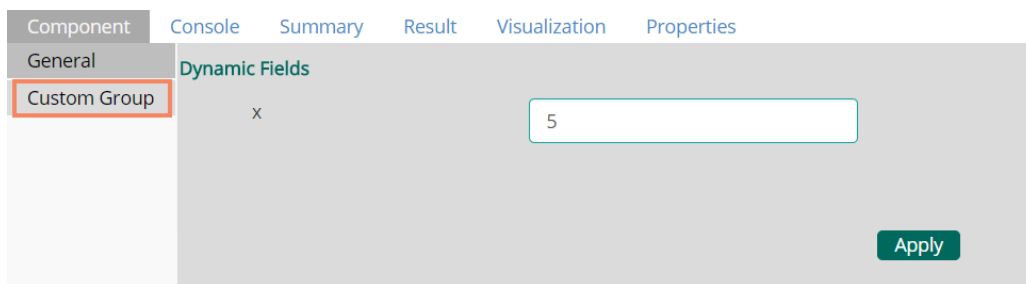 Component Console Summary Result Visualization Properties
General
Dynamic Fields
Custom Group
x 5
Apply